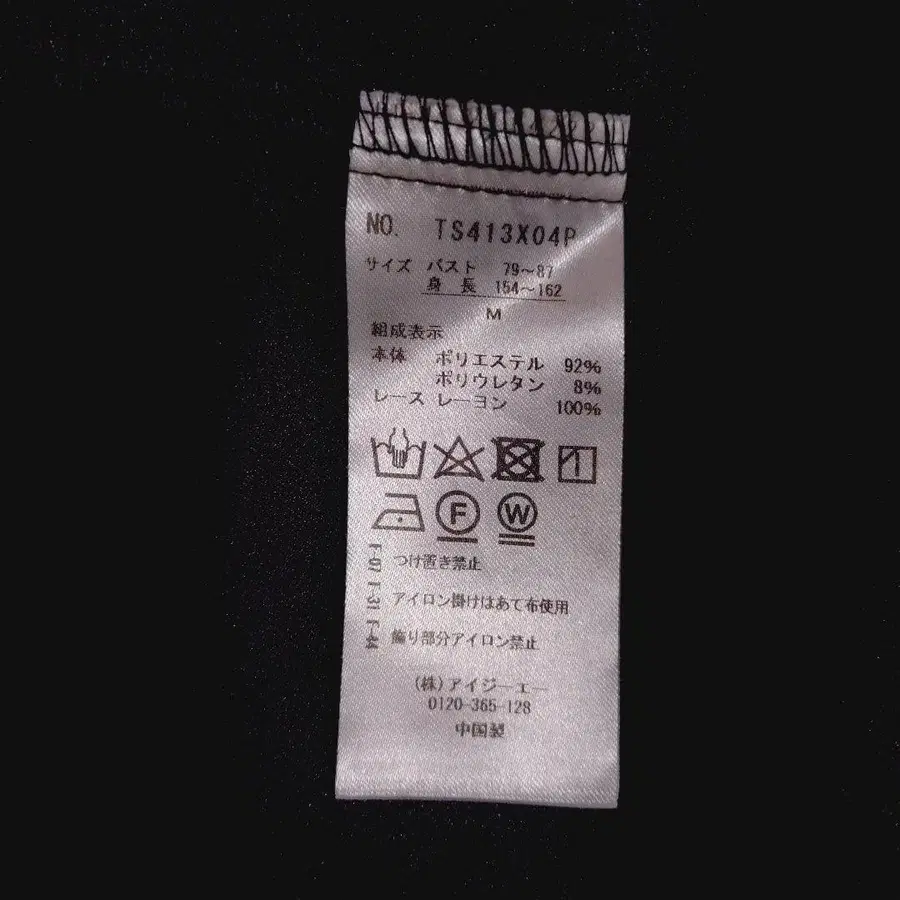 NO. TS413X04P
サイズ バスト 79～87
身長 154～162
M
組成表示
本体 ポリエステル 92%
ポリウレタン 8%
レース レーヨン 100%
F
W
つけ置き禁止
アイロン掛けはあて布使用
飾り部分アイロン禁止
(株)アイジーエー
0120-365-128
中国製